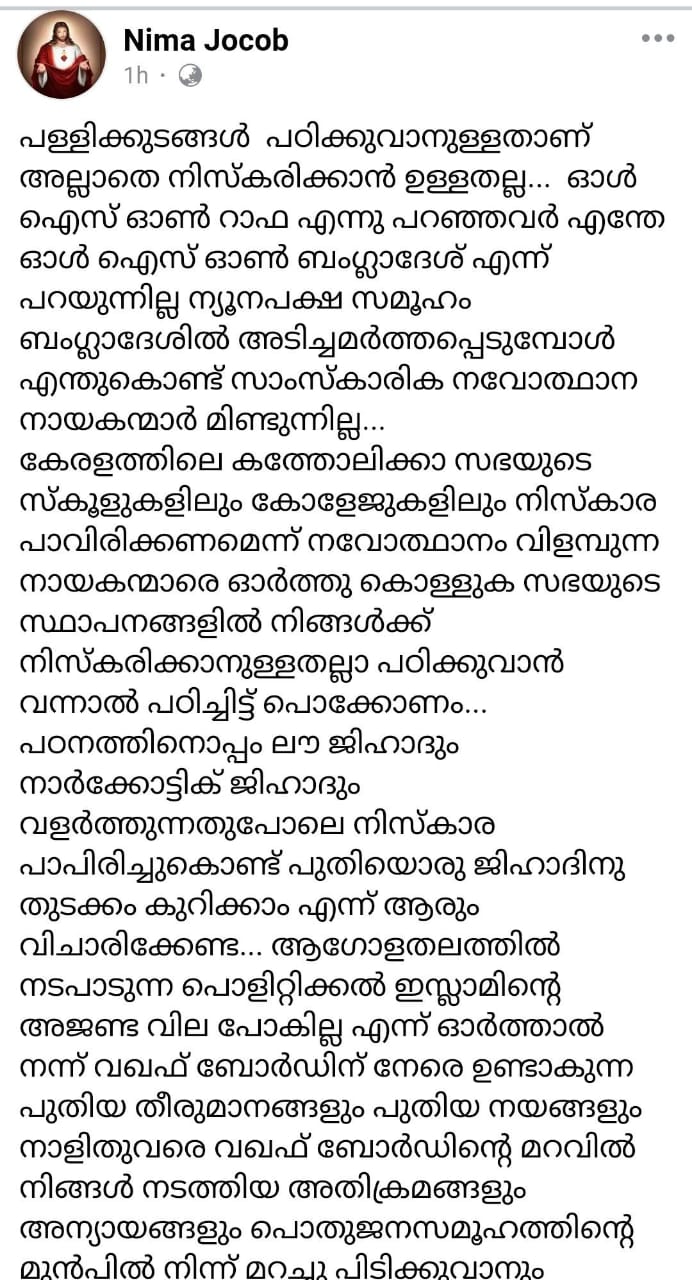 Nima Jocob
1h ·
പള്ളിക്കുടങ്ങൾ പഠിക്കുവാനുള്ളതാണ്
അല്ലാതെ നിസ്കരിക്കാൻ ഉള്ളതല്ല... ഓൾ
ഐസ് ഓൺ റാഫ എന്നു പറഞ്ഞവർ എന്തേ
ഓൾ ഐസ് ഓൺ ബംഗ്ലാദേശ് എന്ന്
പറയുന്നില്ല ന്യൂനപക്ഷ സമൂഹം
ബംഗ്ലാദേശിൽ അടിച്ചമർത്തപ്പെടുമ്പോൾ
എന്തുകൊണ്ട് സാംസ്കാരിക നവോത്ഥാന
നായകന്മാർ മിണ്ടുന്നില്ല...
കേരളത്തിലെ കത്തോലിക്കാ സഭയുടെ
സ്കൂളുകളിലും കോളേജുകളിലും നിസ്കാര
പാവിരിക്കണമെന്ന് നവോത്ഥാനം വിളമ്പുന്ന
നായകന്മാരെ ഓർത്തു കൊള്ളുക സഭയുടെ
സ്ഥാപനങ്ങളിൽ നിങ്ങൾക്ക്
നിസ്കരിക്കാനുള്ളതല്ലാ പഠിക്കുവാൻ
വന്നാൽ പഠിച്ചിട്ട് പൊക്കോണം...
പഠനത്തിനൊപ്പം ലൗ ജിഹാദും
നാർക്കോട്ടിക് ജിഹാദും
വളർത്തുന്നതുപോലെ നിസ്കാര
പാപിരിച്ചുകൊണ്ട് പുതിയൊരു ജിഹാദിനു
തുടക്കം കുറിക്കാം എന്ന് ആരും
വിചാരിക്കേണ്ട... ആഗോളതലത്തിൽ
നടപാടുന്ന പൊളിറ്റിക്കൽ ഇസ്ലാമിന്റെ
അജണ്ട വില പോകില്ല എന്ന് ഓർത്താൽ
നന്ന് വഖഫ് ബോർഡിന് നേരെ ഉണ്ടാകുന്ന
പുതിയ തീരുമാനങ്ങളും പുതിയ നയങ്ങളും
നാളിതുവരെ വഖഫ് ബോർഡിന്റെ മറവിൽ
നിങ്ങൾ നടത്തിയ അതിക്രമങ്ങളും
അന്യായങ്ങളും പൊതുജനസമൂഹത്തിന്റെ
മുൻപിൽ നിന്ന് മറച്ചു പിടിക്കുവാനും